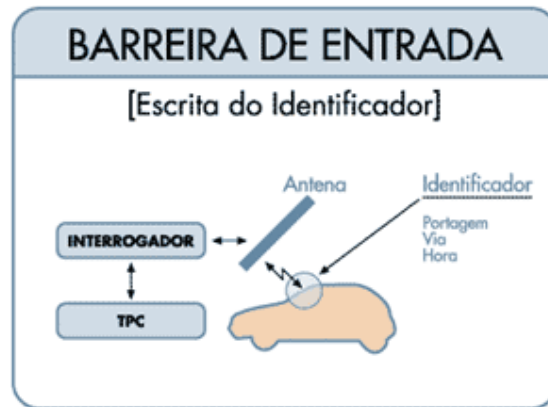 BARREIRA DE ENTRADA
[Escrita do Identificador]
Antena
Identificador
Portagem
Via
Hora
INTERROGADOR
TPC